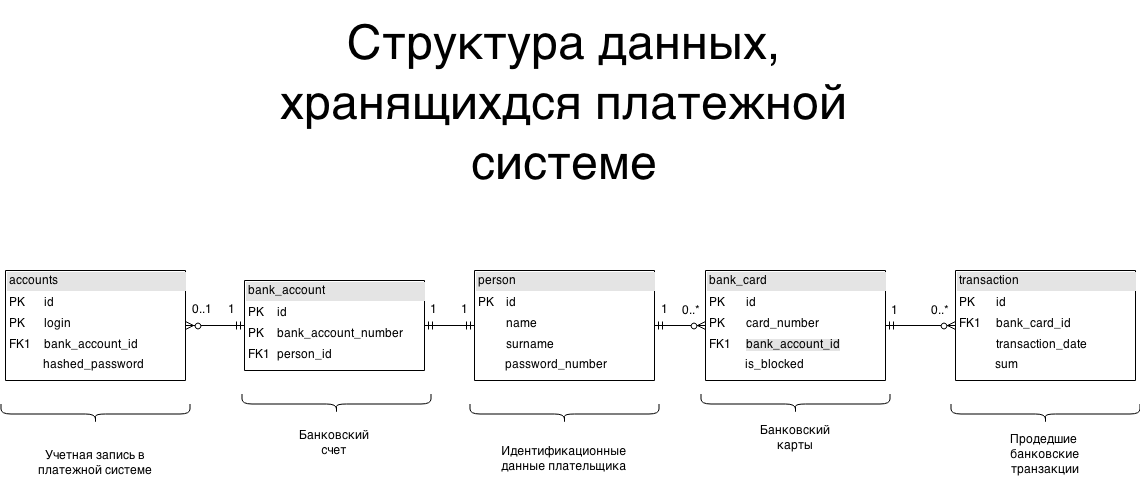 Структура данных,
хранящихдся платежной
системе
accounts
PK id
PK login
FK1 bank_account_id
hashed_password
0..1 1
bank_account
PK id
PK bank_account_number
FK1 person_id
1 1
person
PK id
name
surname
password_number
1 0..*
bank_card
PK id
PK card_number
FK1 bank_account_id
is_blocked
1 0..*
transaction
PK id
FK1 bank_card_id
transaction_date
sum
Учетная запись в
платежной системе
Банковский
счет
Идентификационные
данные плательщика
Банковский
карты
Продедшие
банковские
транзакции